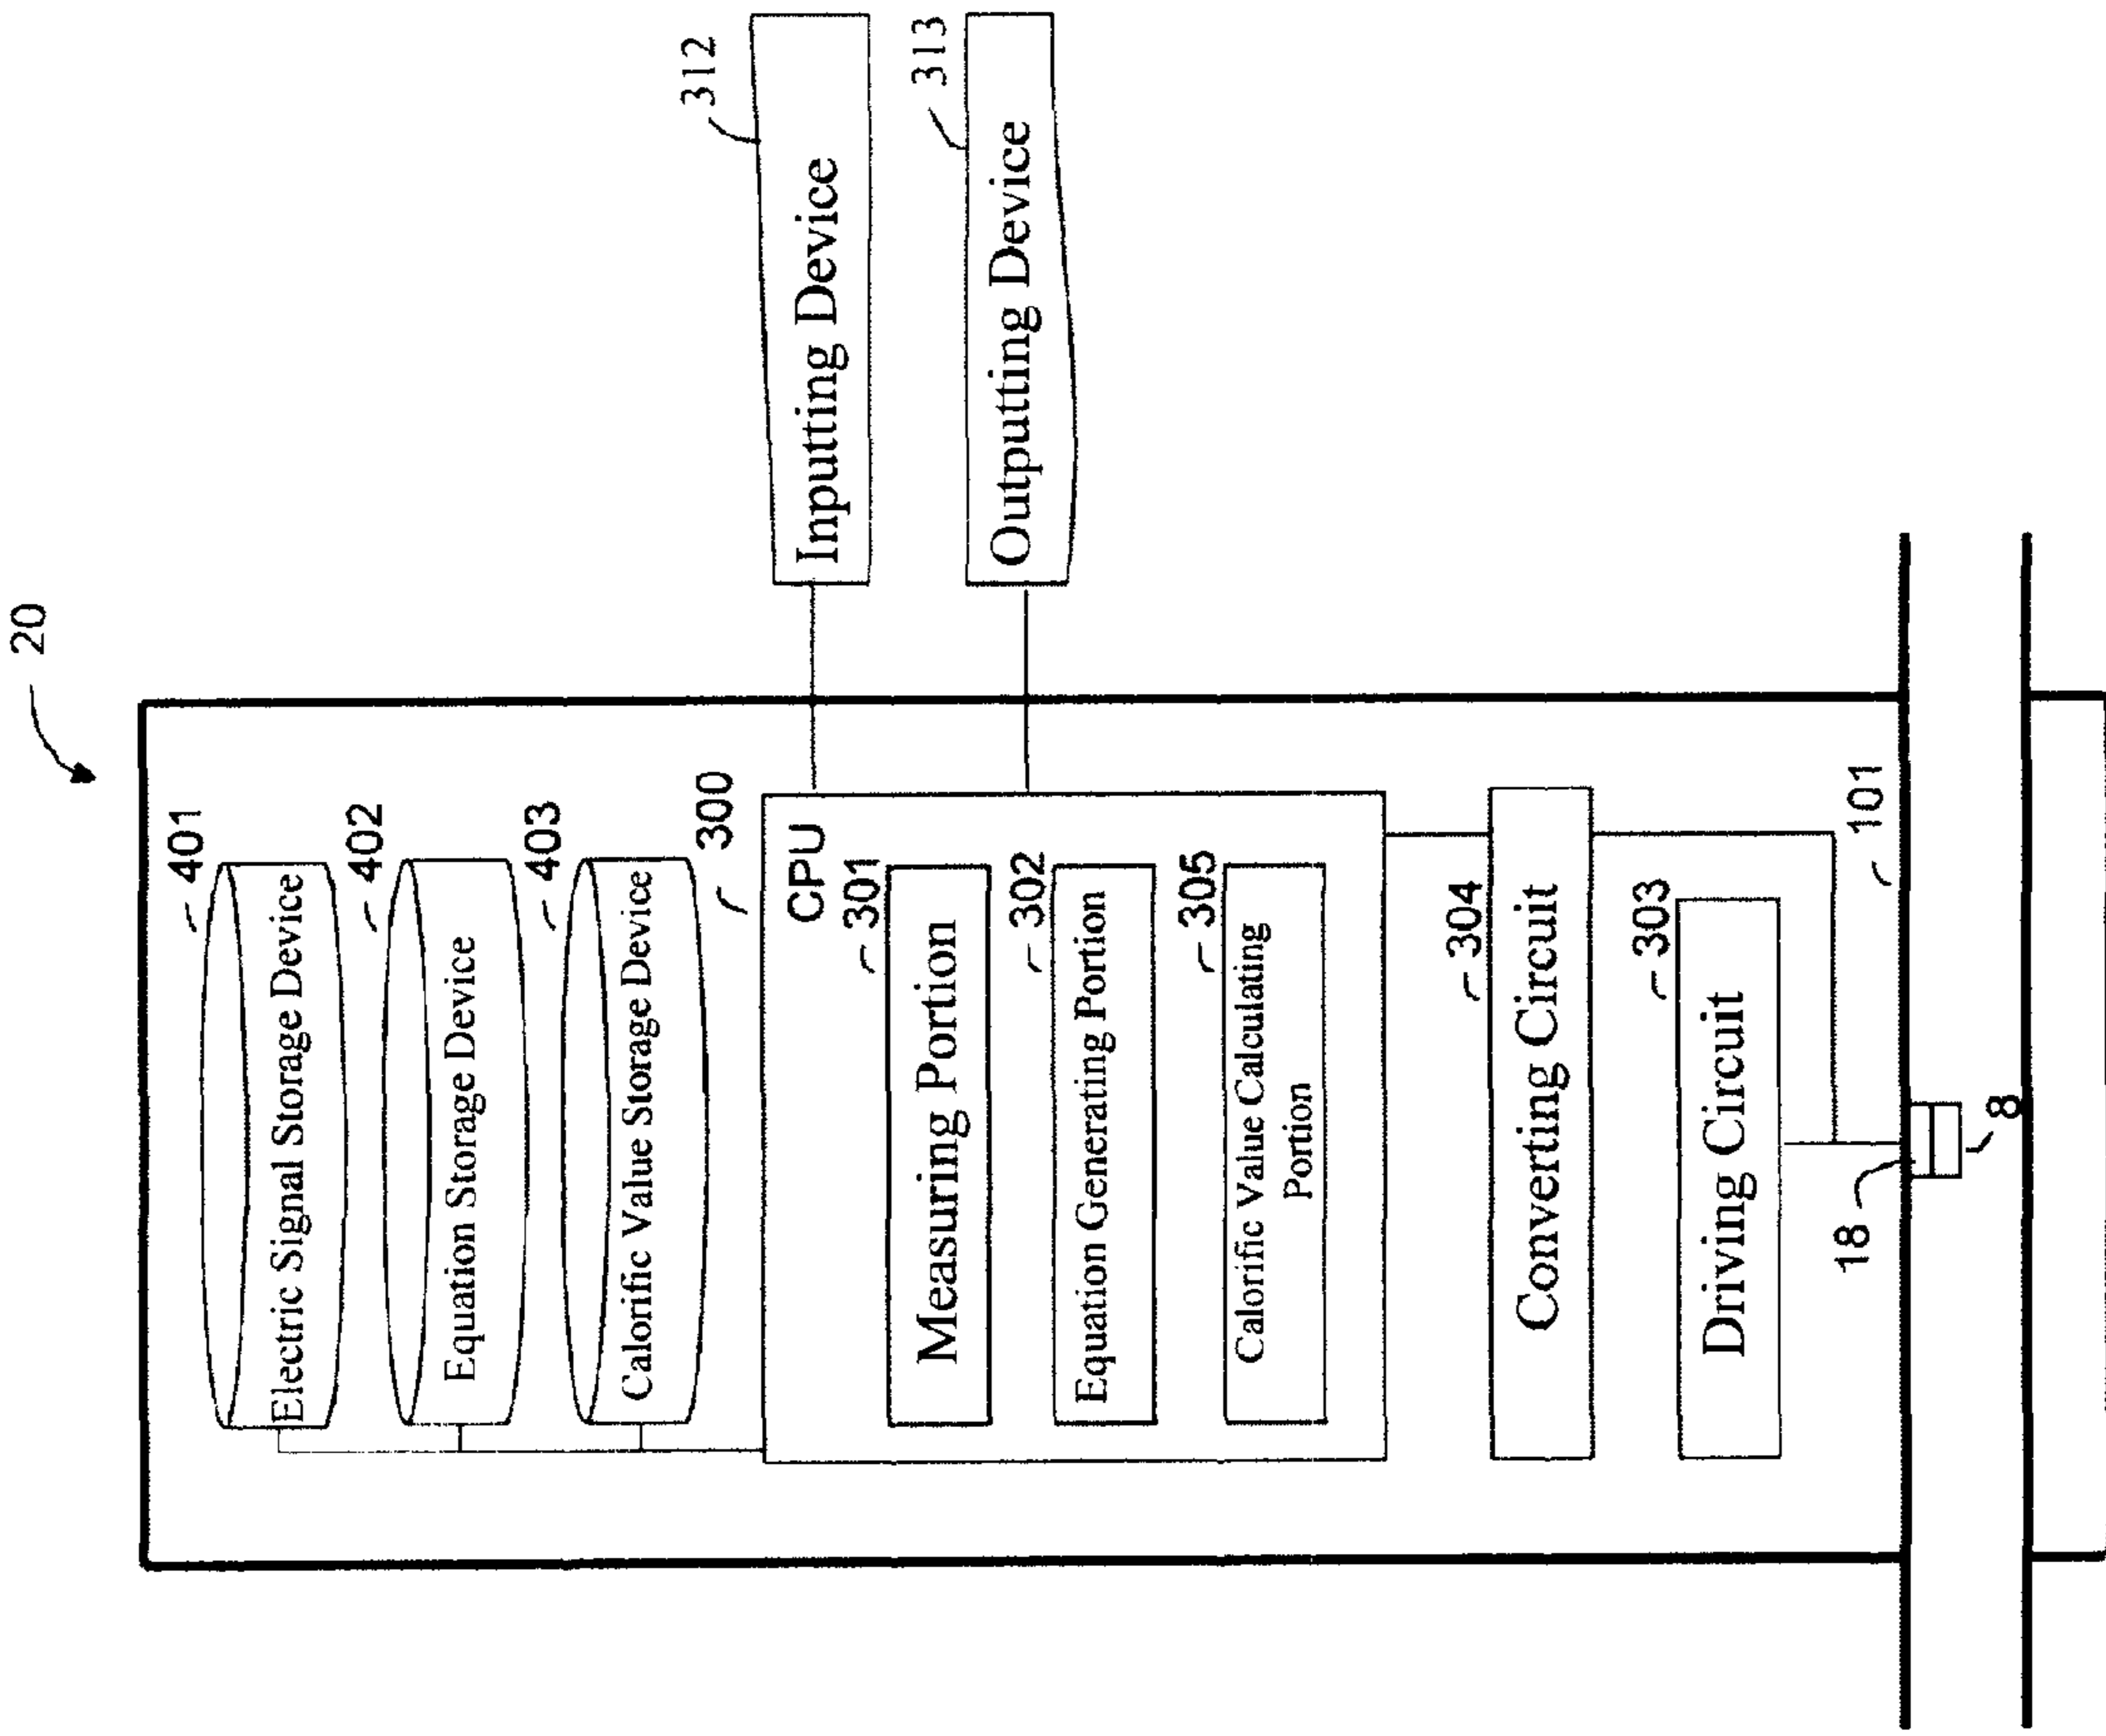 20
401
Electric Signal Storage Device
402
Equation Storage Device
403
Calorific Value Storage Device
300
CPU
301
Measuring Portion
302
Equation Generating Portion
305
Calorific Value Calculating
Portion
304
Converting Circuit
303
Driving Circuit
312
Inputting Device
313
Outputting Device
101
18
8